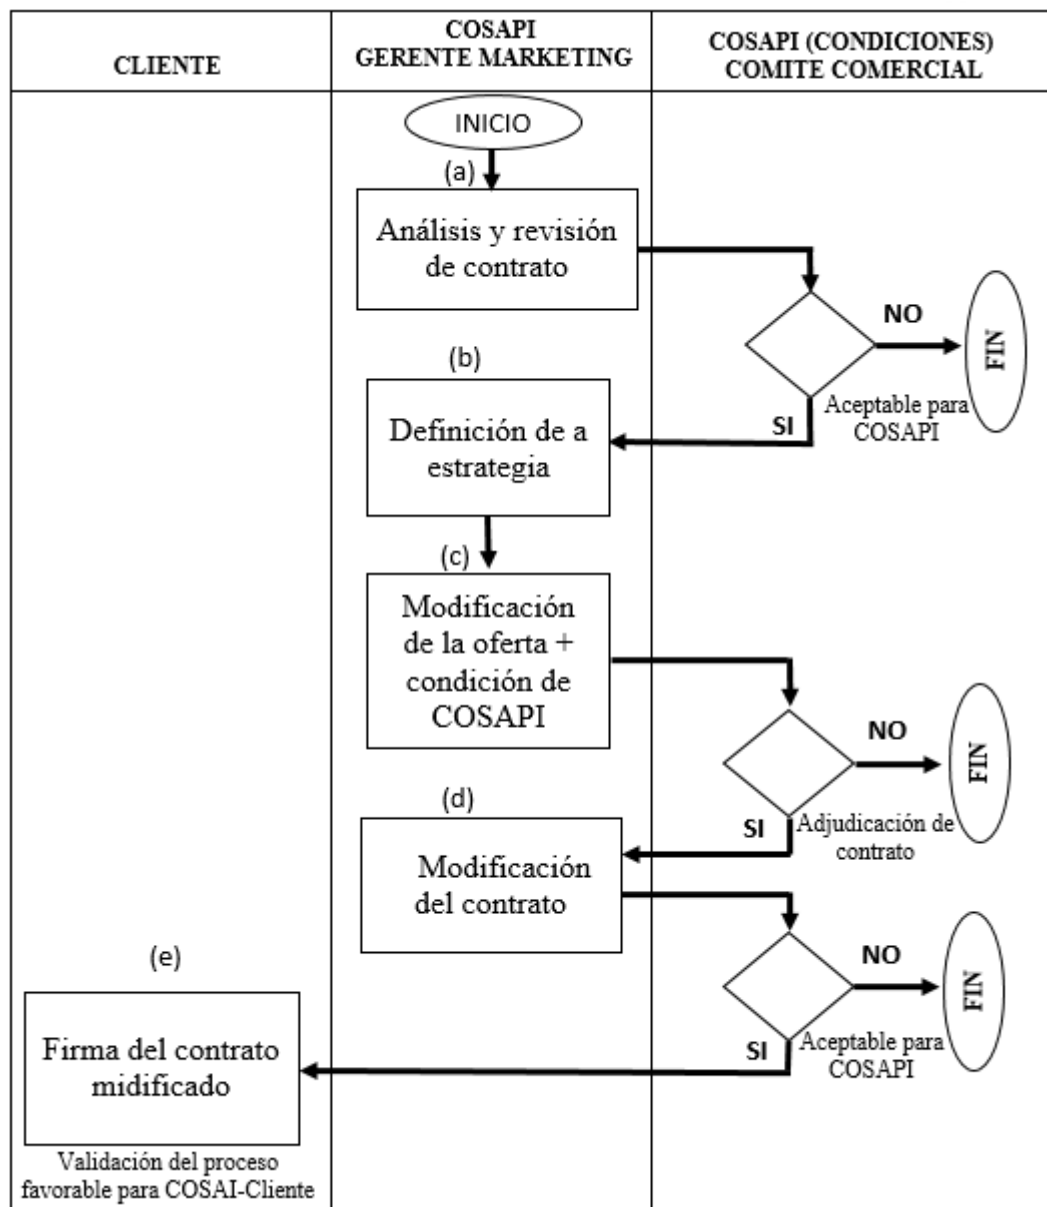 CLIENTE
COSAPI
GERENTE MARKETING
COSAPI (CONDICIONES)
COMITE COMERCIAL
INICIO
(a)
Análisis y revisión
de contrato
NO
FIN
Aceptable para
COSAPI
SI
(b)
Definición de a
estrategia
(c)
Modificación
de la oferta +
condición de
COSAPI
NO
FIN
Adjudicación de
contrato
SI
(d)
Modificación
del contrato
NO
FIN
Aceptable para
COSAPI
SI
(e)
Firma del contrato
midificado
Validación del proceso
favorable para COSAI-Cliente